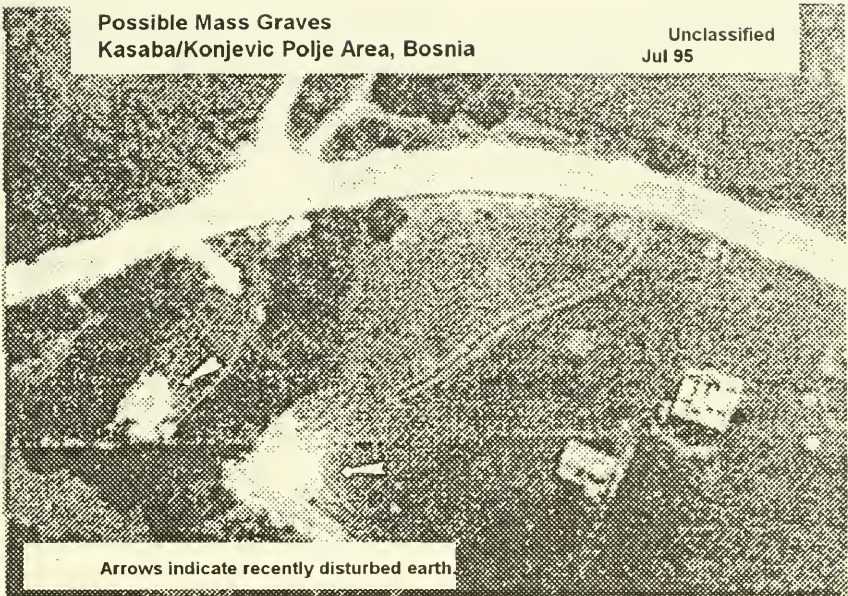 Possible Mass Graves
Kasaba/Konjevic Polje Area, Bosnia
Unclassified
Jul 95
Arrows indicate recently disturbed earth.